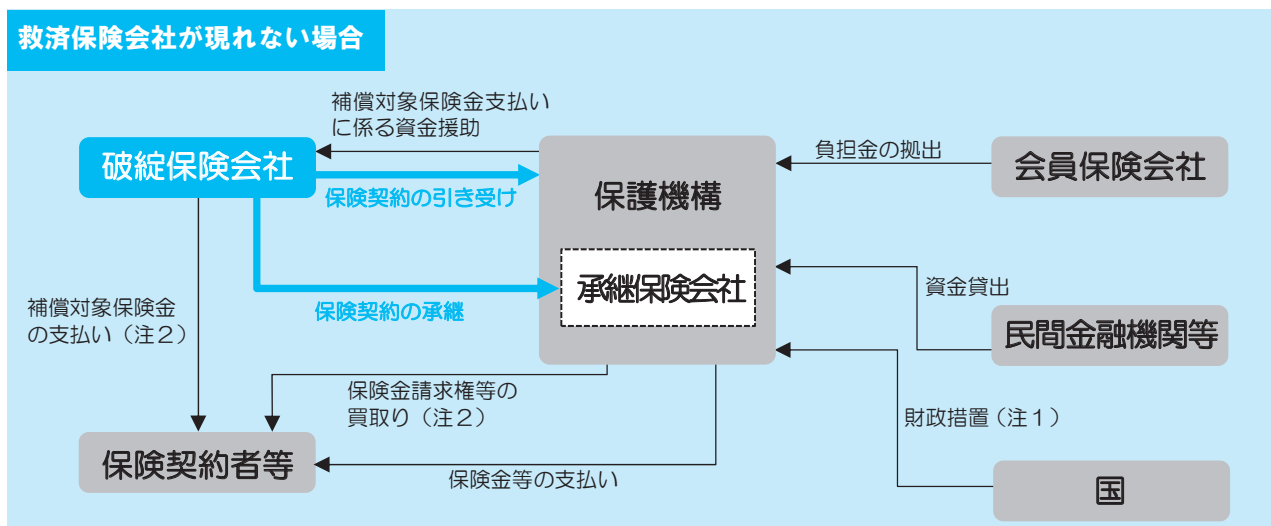 救済保険会社が現れない場合
補償対象保険金支払い
に係る資金援助
破綻保険会社
保険契約の引き受け
保護機構
負担金の拠出
会員保険会社
承継保険会社
保険契約の承継
資金貸出
民間金融機関等
補償対象保険金
の支払い（注２）
保険金請求権等の
買取り（注２）
財政措置（注１）
保険契約者等
保険金等の支払い
国